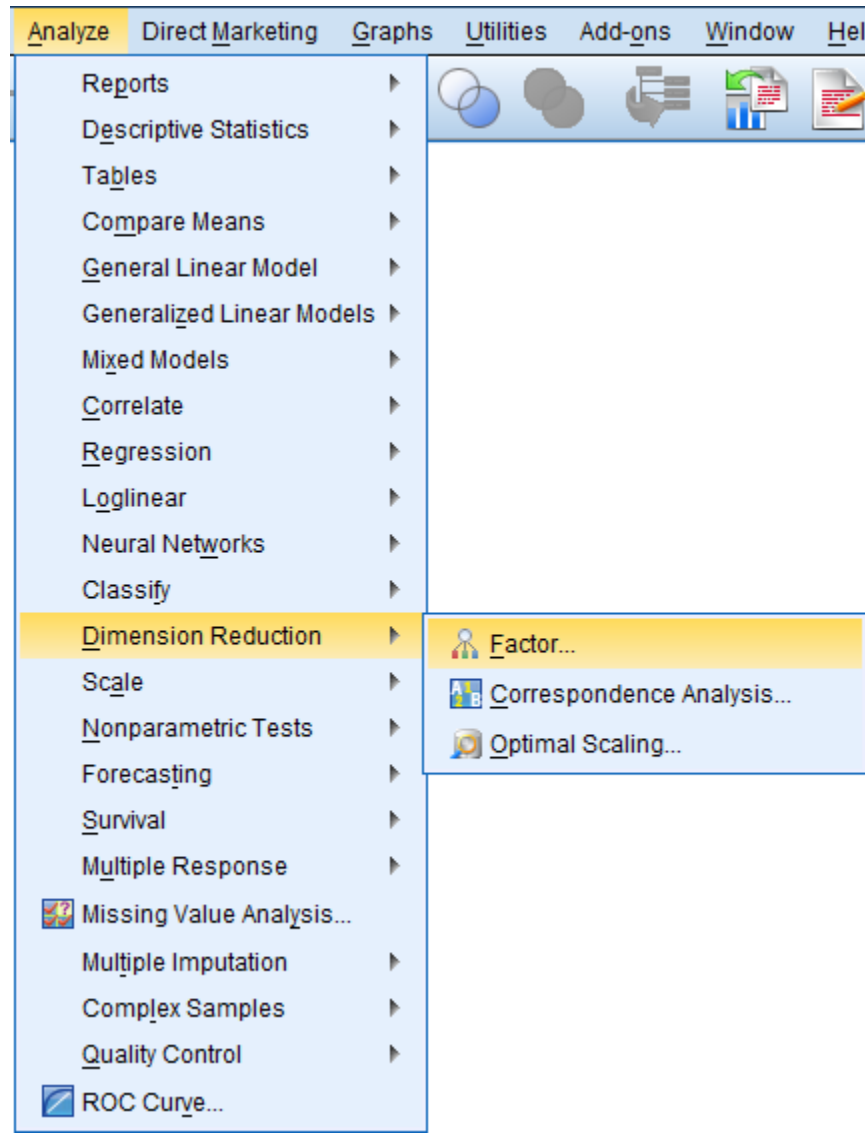 Analyze Direct Marketing Graphs Utilities Add-ons Window Hel
Reports
Descriptive Statistics
Tables
Compare Means
General Linear Model
Generalized Linear Models
Mixed Models
Correlate
Regression
Loglinear
Neural Networks
Classify
Dimension Reduction
Factor...
Scale
Correspondence Analysis...
Nonparametric Tests
Optimal Scaling...
Forecasting
Survival
Multiple Response
Missing Value Analysis...
Multiple Imputation
Complex Samples
Quality Control
ROC Curve...